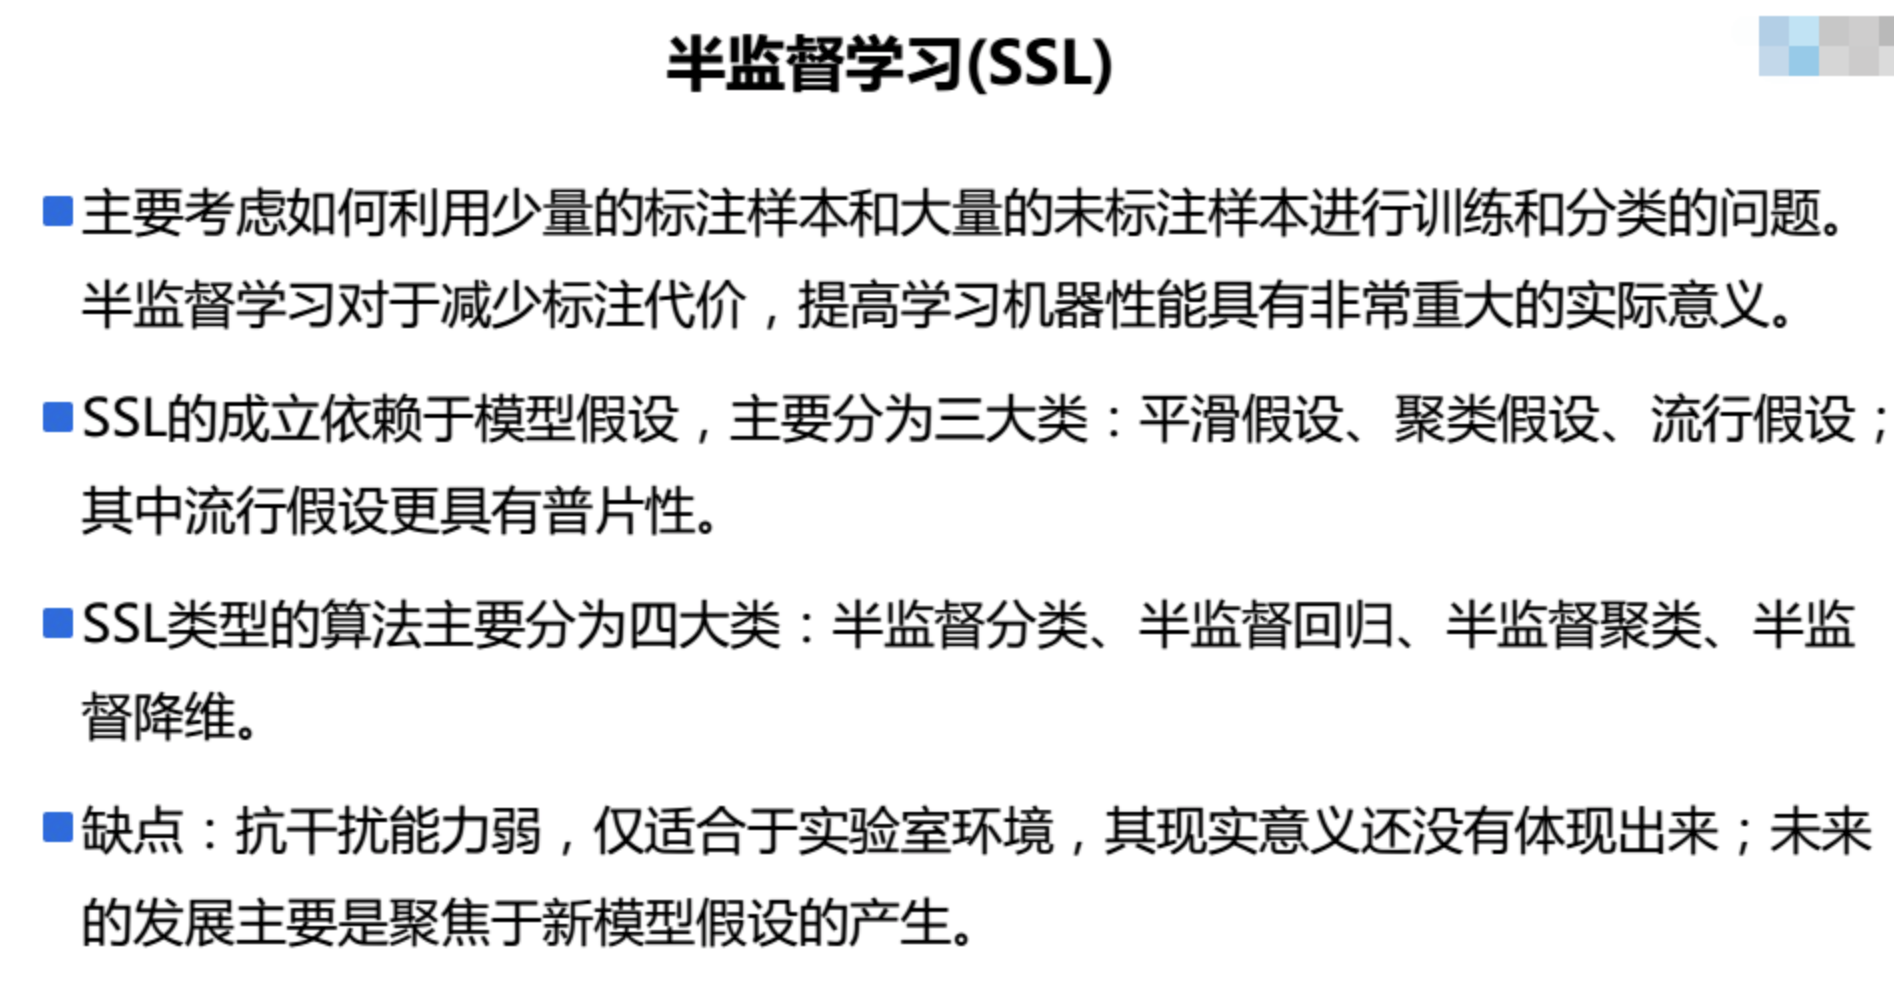 半监督学习(SSL)
主要考虑如何利用少量的标注样本和大量的未标注样本进行训练和分类的问题。
半监督学习对于减少标注代价，提高学习机器性能具有非常重大的实际意义。
SSL的成立依赖于模型假设，主要分为三大类：平滑假设、聚类假设、流行假设；
其中流行假设更具有普片性。
SSL类型的算法主要分为四大类：半监督分类、半监督回归、半监督聚类、半监
督降维。
缺点：抗干扰能力弱，仅适合于实验室环境，其现实意义还没有体现出来；未来
的发展主要是聚焦于新模型假设的产生。